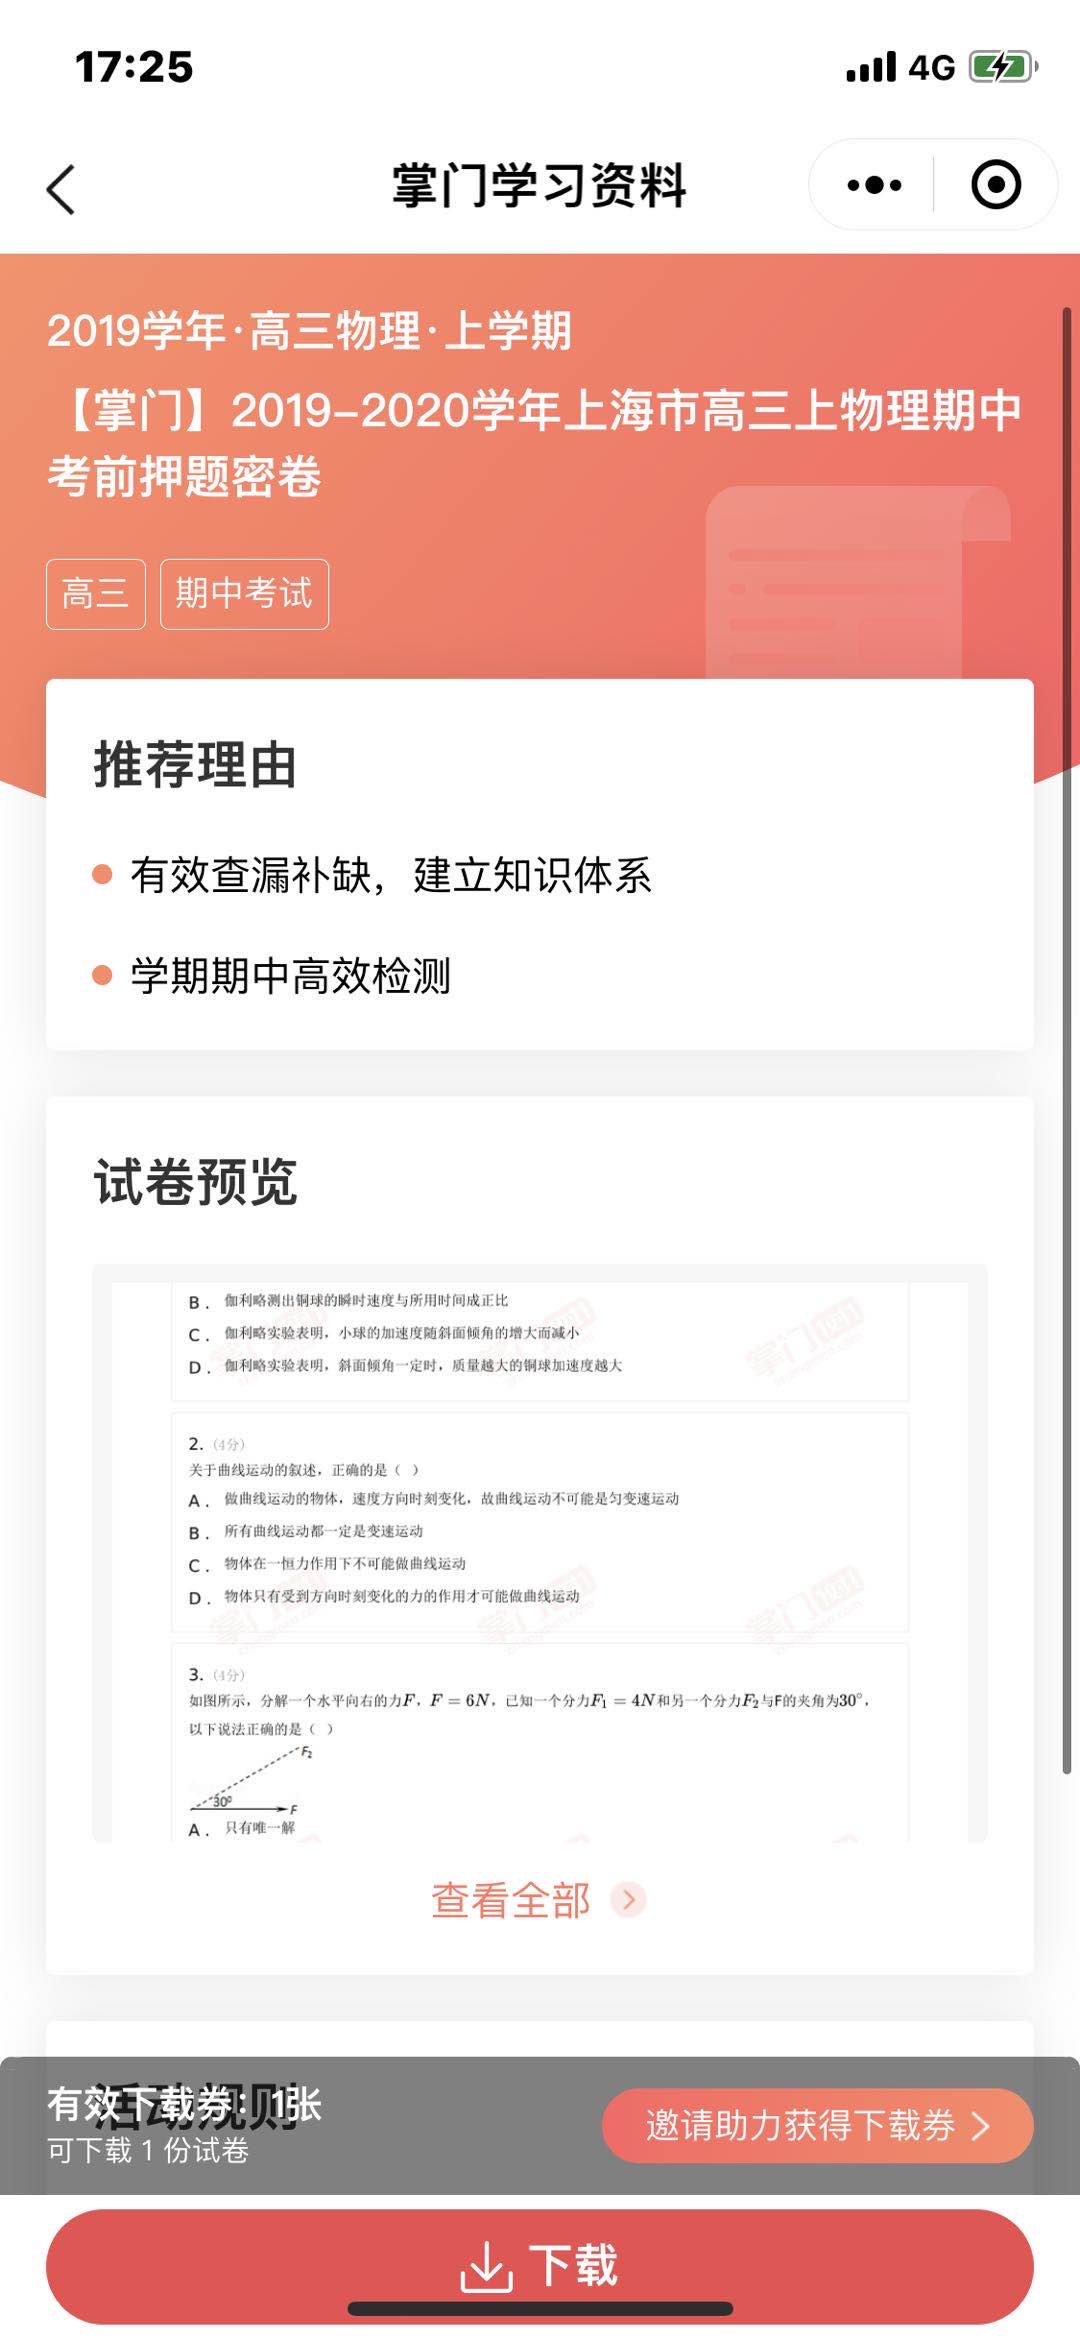 17:25
4G
掌门学习资料
2019学年·高三物理·上学期
【掌门】2019-2020学年上海市高三上物理期中
考前押题密卷
高三 期中考试
推荐理由
有效查漏补缺，建立知识体系
学期期中高效检测
试卷预览
B． 伽利略测出铜球的瞬时速度与所用时间成正比
C． 伽利略实验表明，小球的加速度随斜面倾角的增大而减小
D． 伽利略实验表明，斜面倾角一定时，质量越大的铜球加速度越大
2.（4分）
关于曲线运动的叙述，正确的是（ ）
A． 做曲线运动的物体，速度方向时刻变化，故曲线运动不可能是匀变速运动
B． 所有曲线运动都一定是变速运动
C． 物体在一恒力作用下不可能做曲线运动
D． 物体只有受到方向时刻变化的力的作用才可能做曲线运动
3.（4分）
如图所示，分解一个水平向右的力F，F = 6N，已知一个分力F₁ = 4N和另一个分力F₂与F的夹角为30°，
以下说法正确的是（ ）
F₂
30⁰
F
A． 只有唯一解
查看全部
活动规则
有效下载券：1张
可下载 1 份试卷
邀请助力获得下载券
下载